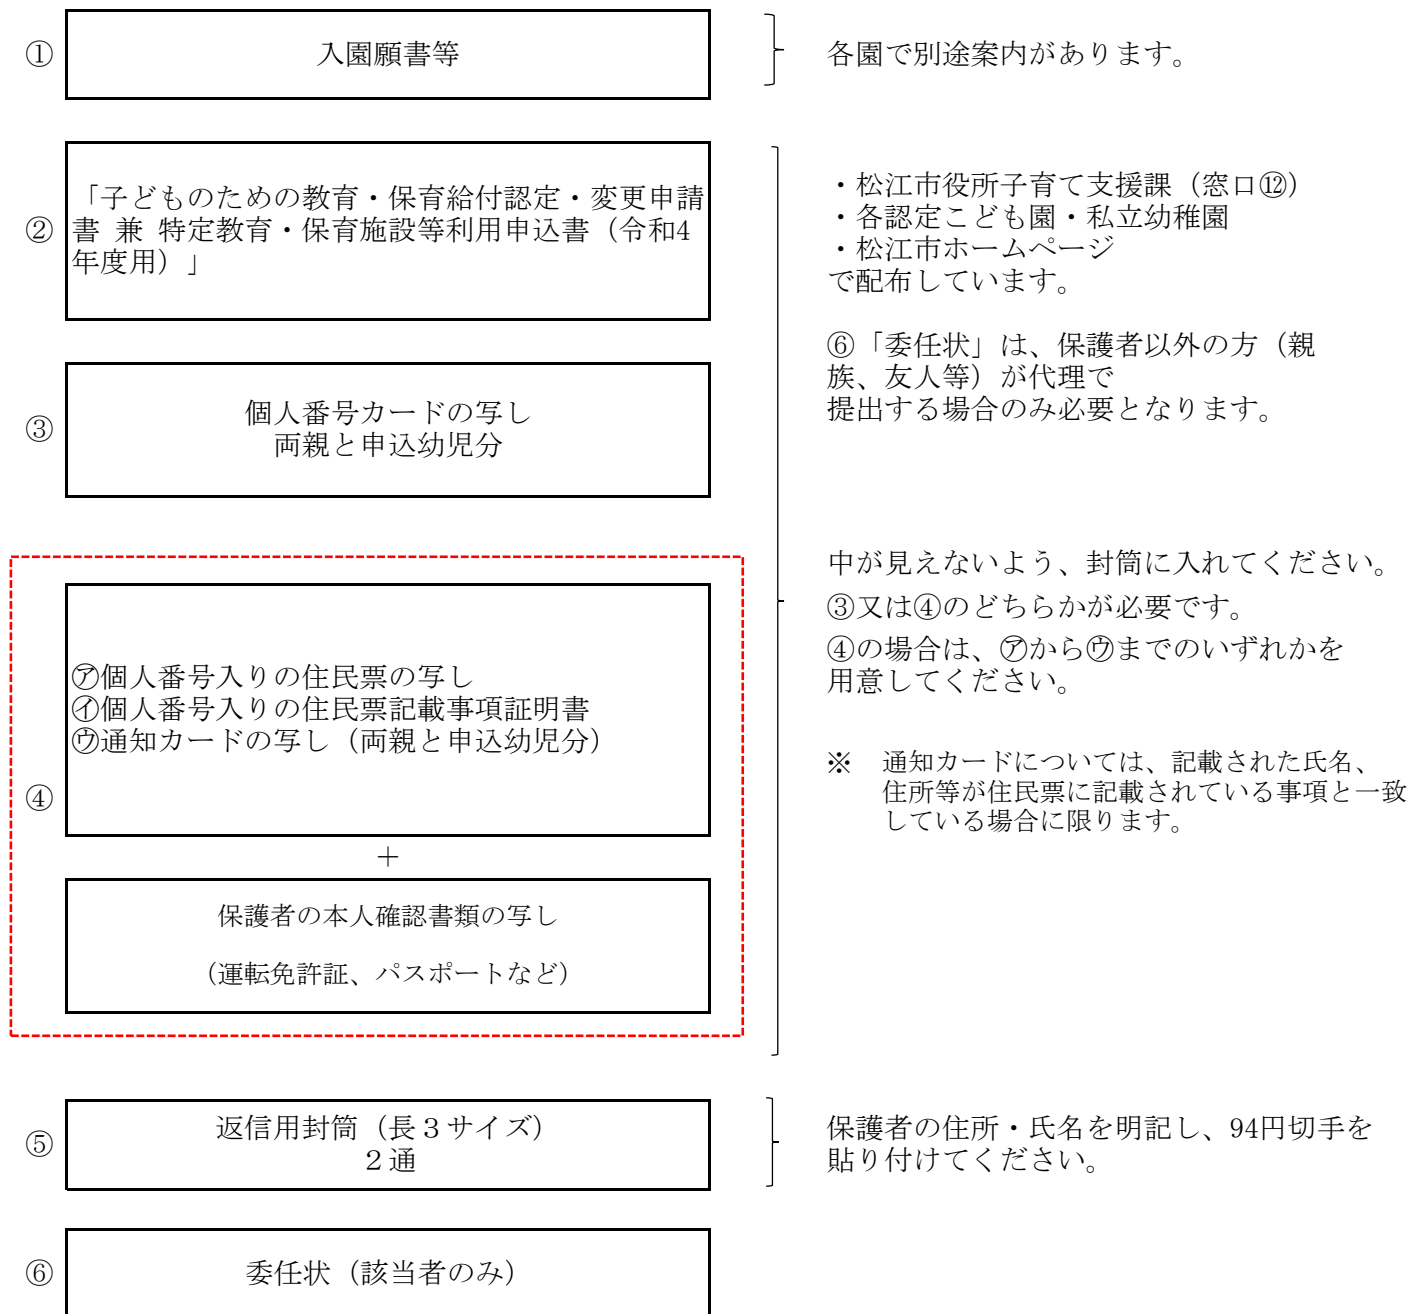 ① 入園願書等
各園で別途案内があります。
②
「子どものための教育・保育給付認定・変更申請
書 兼 特定教育・保育施設等利用申込書（令和4
年度用）」
・松江市役所子育て支援課（窓口⑫）
・各認定こども園・私立幼稚園
・松江市ホームページ
で配布しています。
⑥「委任状」は、保護者以外の方（親
族、友人等）が代理で
提出する場合のみ必要となります。
③
個人番号カードの写し
両親と申込幼児分
中が見えないよう、封筒に入れてください。
③又は④のどちらかが必要です。
④の場合は、㋐から㋒までのいずれかを
用意してください。
※ 通知カードについては、記載された氏名、
住所等が住民票に記載されている事項と一致
している場合に限ります。
④
㋐個人番号入りの住民票の写し
㋑個人番号入りの住民票記載事項証明書
㋒通知カードの写し（両親と申込幼児分）
＋
保護者の本人確認書類の写し
（運転免許証、パスポートなど）
⑤
返信用封筒（長３サイズ）
２通
保護者の住所・氏名を明記し、94円切手を
貼り付けてください。
⑥ 委任状（該当者のみ）